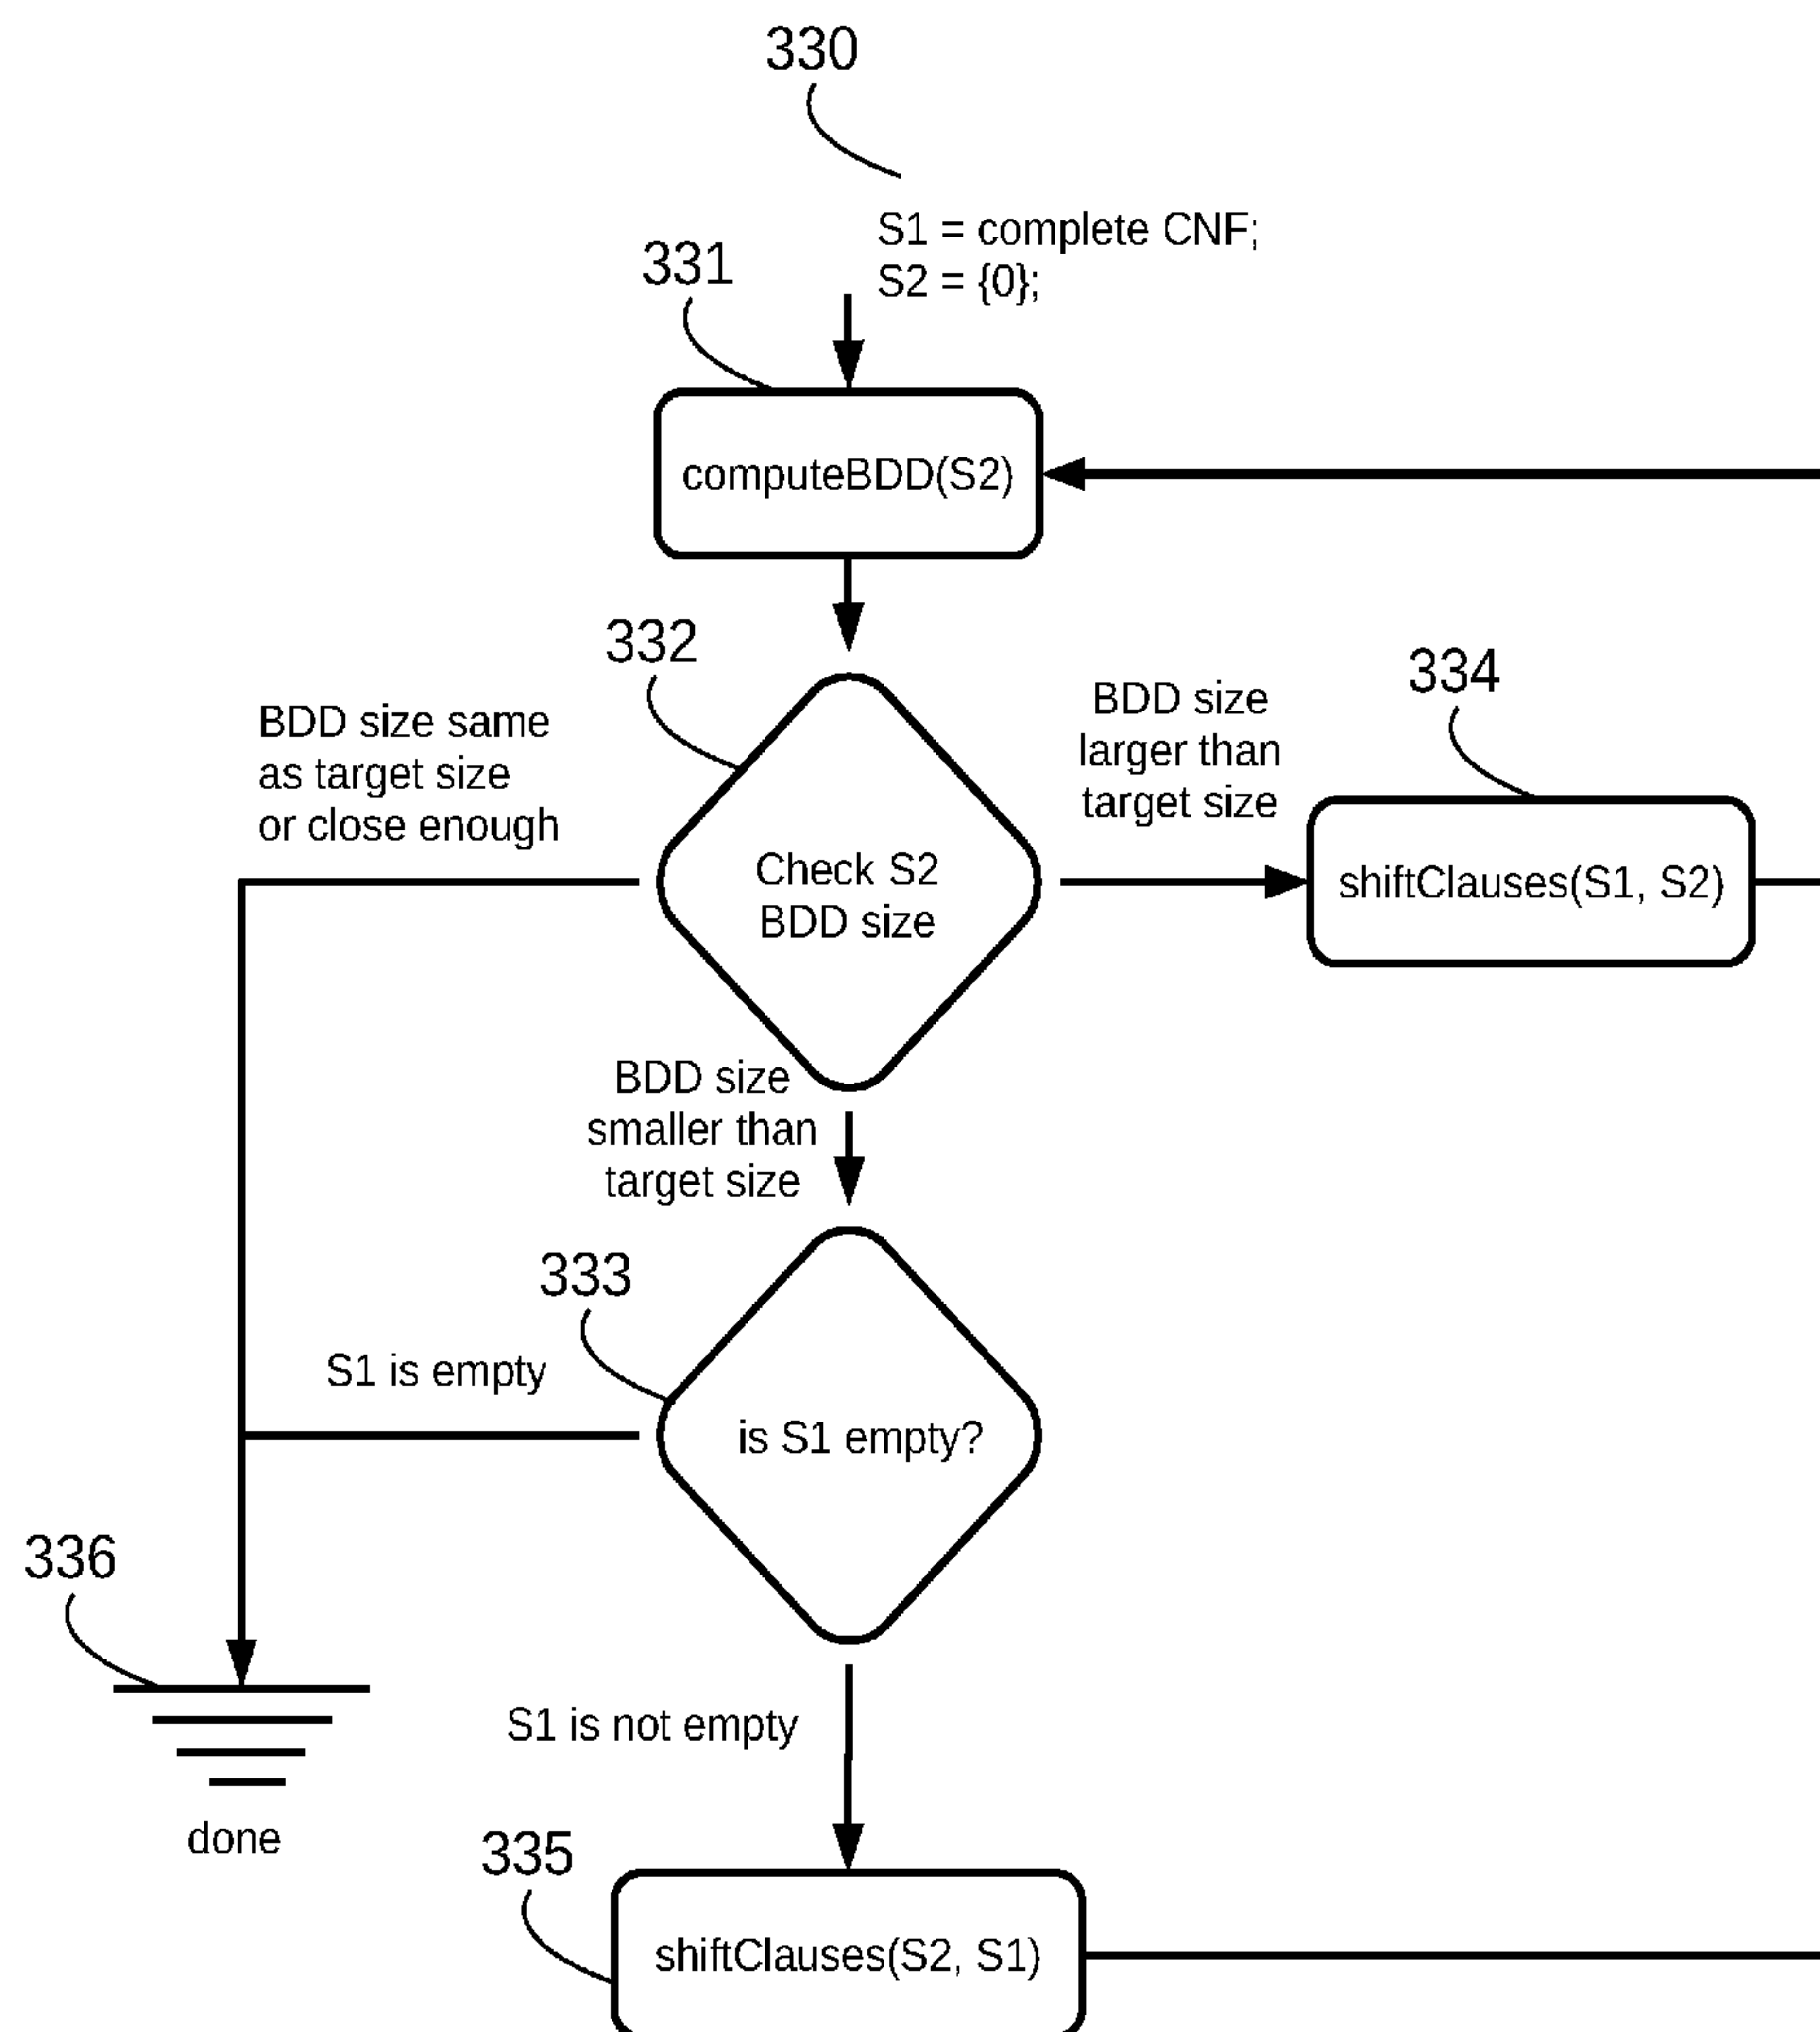 330
S1 = complete CNF;
S2 = {0};
331
computeBDD(S2)
332
BDD size same
as target size
or close enough
Check S2
BDD size
BDD size
larger than
target size
334
shiftClauses(S1, S2)
BDD size
smaller than
target size
333
S1 is empty
is S1 empty?
336
done
S1 is not empty
335
shiftClauses(S2, S1)